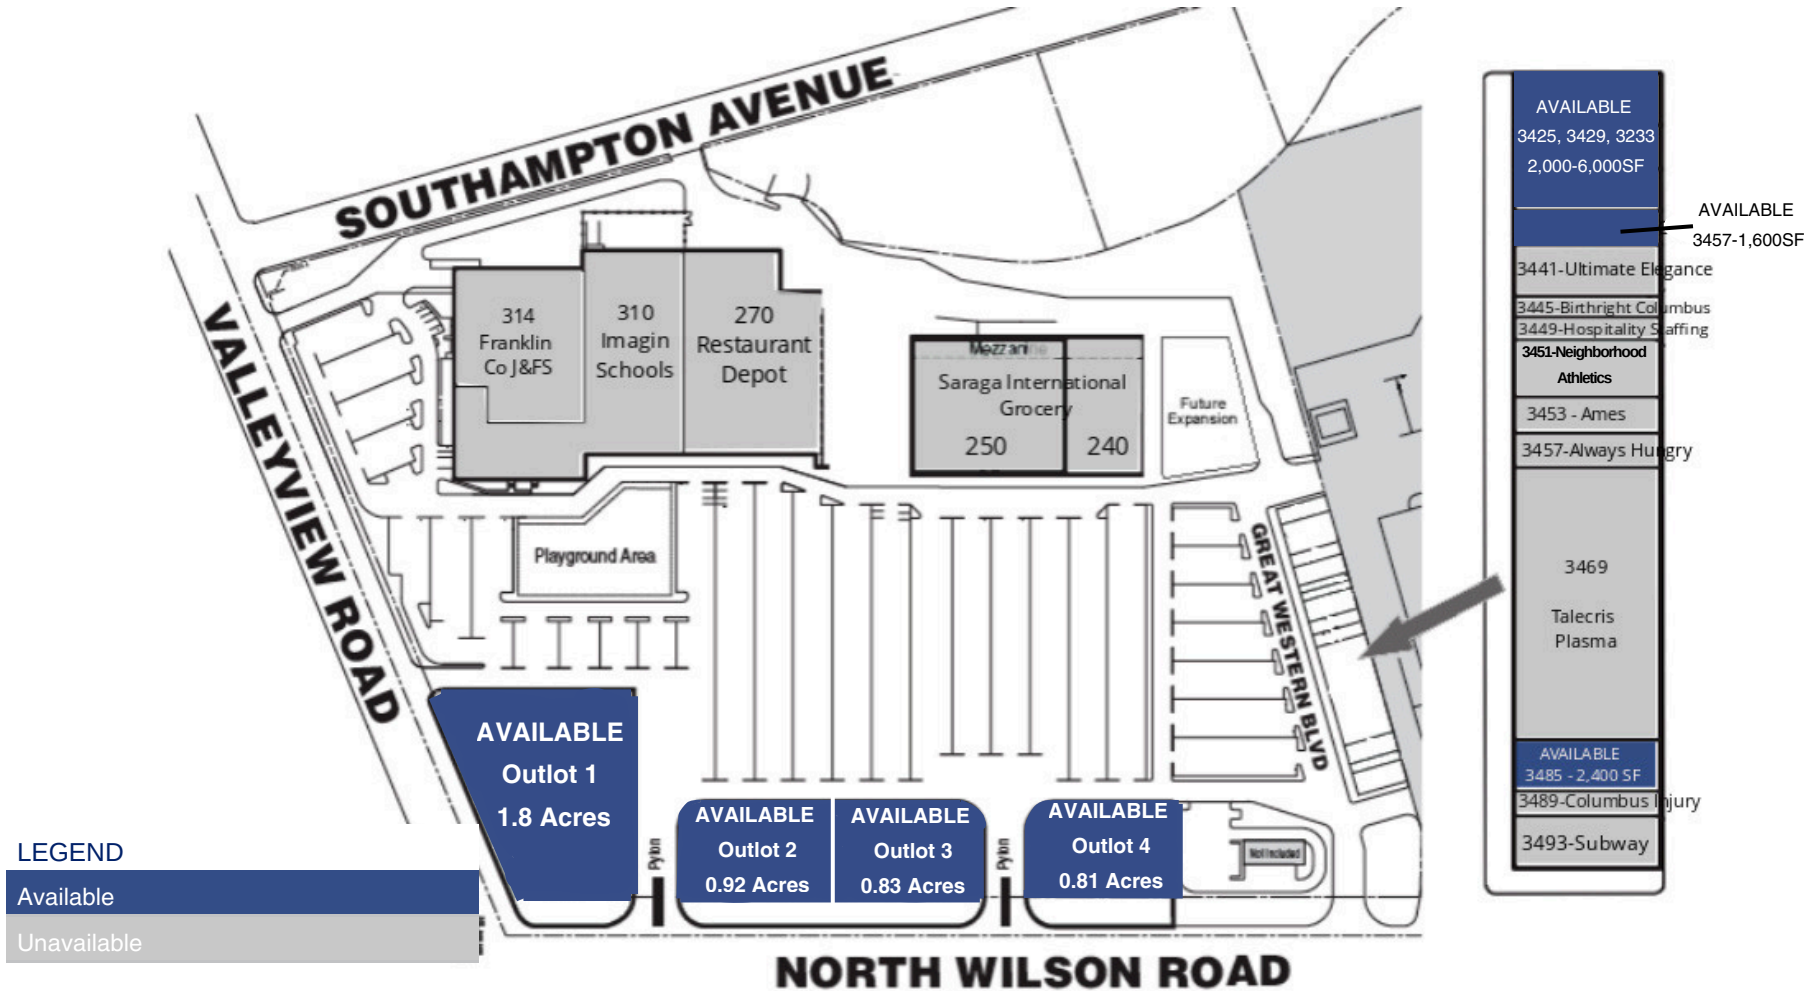 SOUTHAMPTON AVENUE
VALLEYVIEW ROAD
314
Franklin
Co J&FS
310
Imagin
Schools
270
Restaurant
Depot
Saraga International
Grocery
250
240
Future
Expansion
Playground Area
GREAT WESTERN BLVD
AVAILABLE
Outlot 1
1.8 Acres
Pylon
AVAILABLE
Outlot 2
0.92 Acres
AVAILABLE
Outlot 3
0.83 Acres
Pylon
AVAILABLE
Outlot 4
0.81 Acres
Not Included
NORTH WILSON ROAD
LEGEND
Available
Unavailable
AVAILABLE
3425, 3429, 3233
2,000-6,000SF
AVAILABLE
3457-1,600SF
3441-Ultimate Elegance
3445-Birthright Columbus
3449-Hospitality Staffing
3451-Neighborhood
Athletics
3453 - Ames
3457-Always Hungry
3469
Talecris
Plasma
AVAILABLE
3485 - 2,400 SF
3489-Columbus Injury
3493-Subway